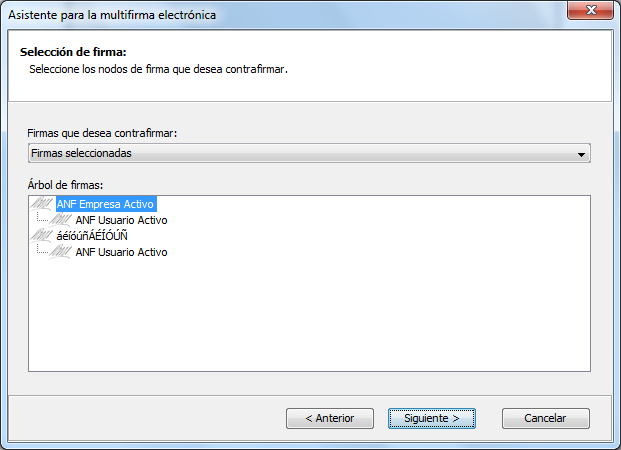 Asistente para la multifirma electrónica
Selección de firma:
Seleccione los nodos de firma que desea contrafirmar.
Firmas que desea contrafirmar:
Firmas seleccionadas
Árbol de firmas:
ANF Empresa Activo
ANF Usuario Activo
áéíóúñÁÉÍÓÚÑ
ANF Usuario Activo
< Anterior
Siguiente >
Cancelar